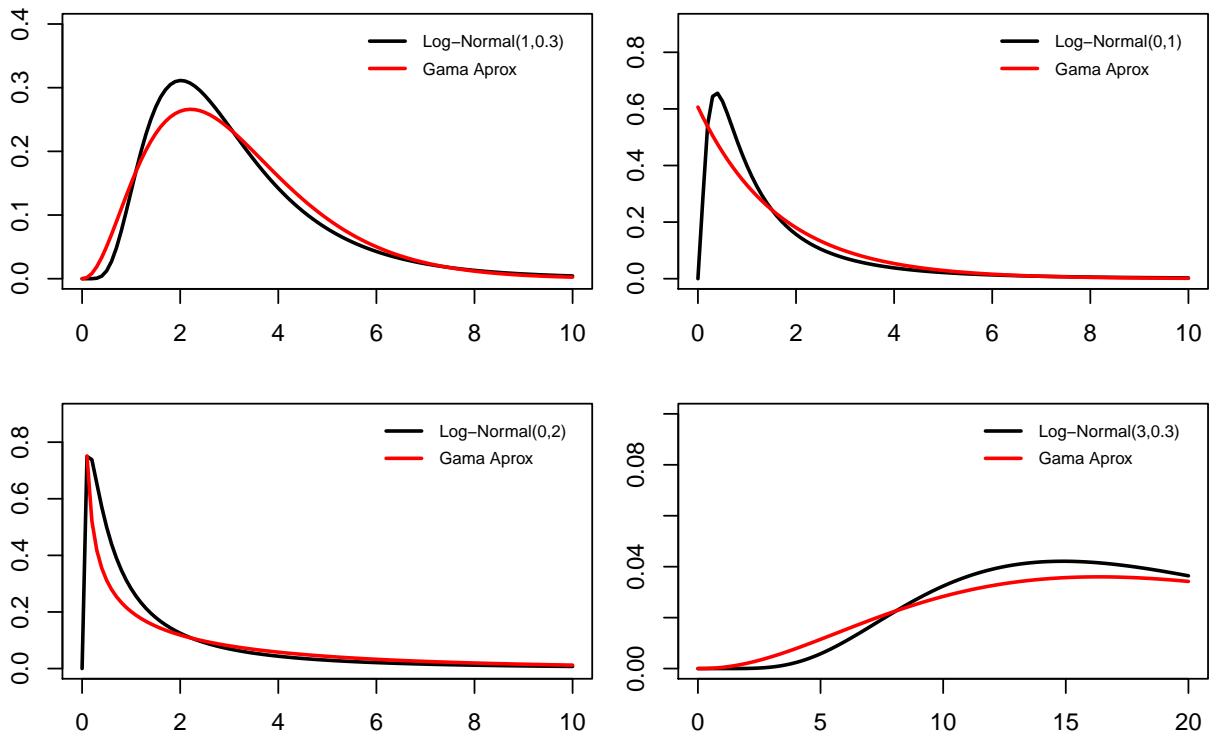 0.4
0.3
0.2
0.1
0.0
Log−Normal(1,0.3)
Gama Aprox
0 2 4 6 8 10
0.8
0.6
0.4
0.2
0.0
Log−Normal(0,1)
Gama Aprox
0 2 4 6 8 10
0.8
0.6
0.4
0.2
0.0
Log−Normal(0,2)
Gama Aprox
0 2 4 6 8 10
0.08
0.04
0.00
Log−Normal(3,0.3)
Gama Aprox
0 5 10 15 20